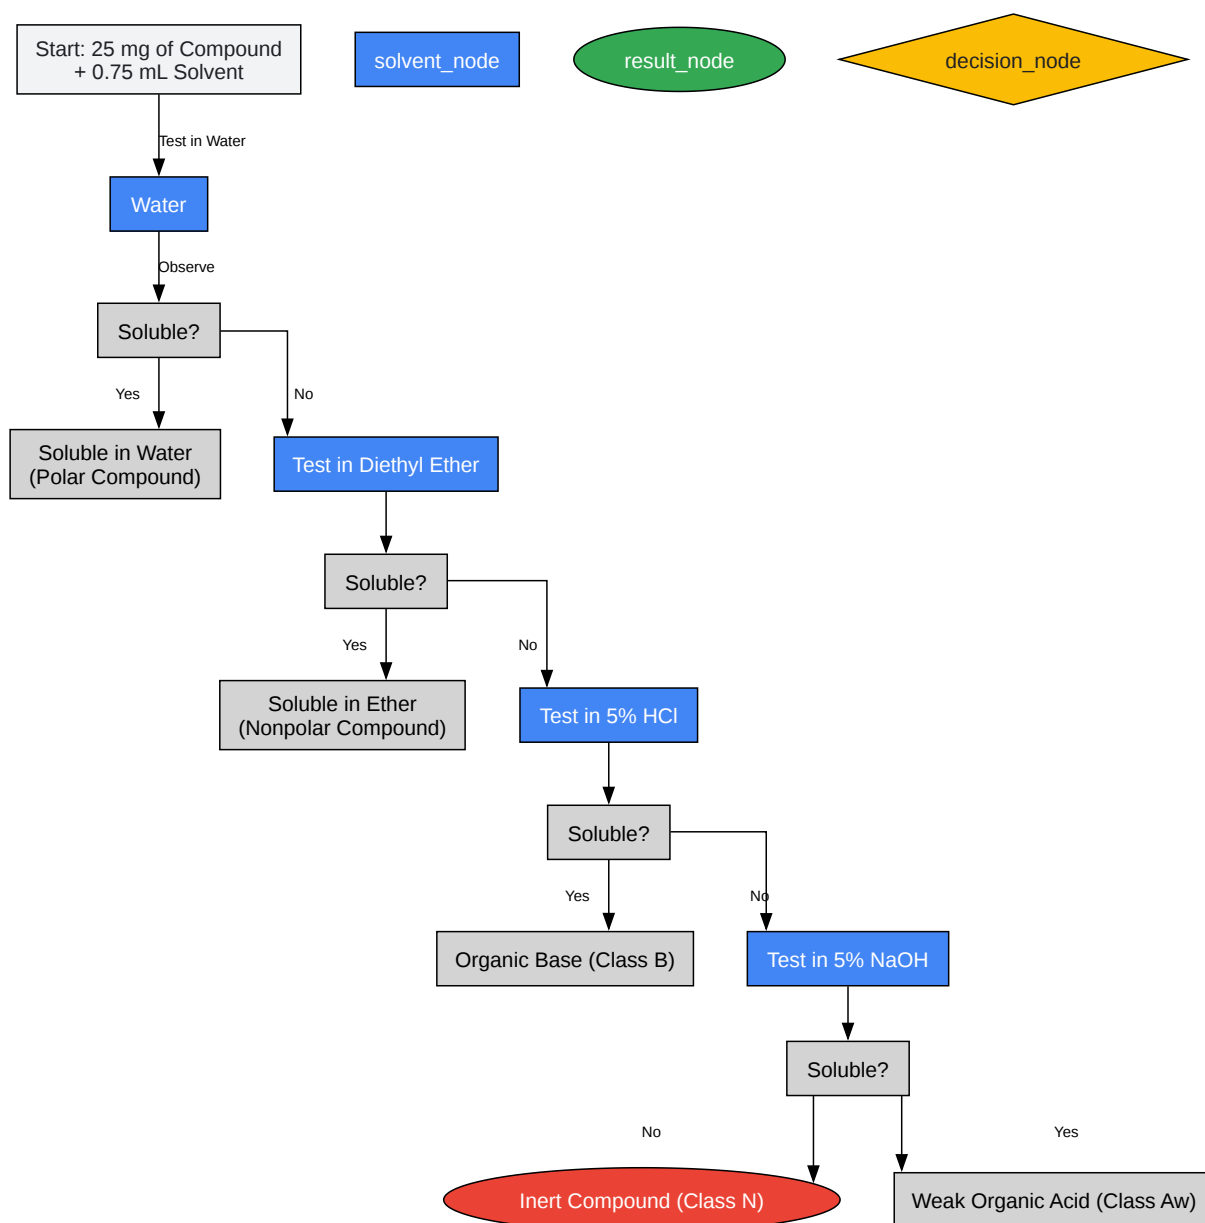 Start: 25 mg of Compound
+ 0.75 mL Solvent
solvent_node
result_node
decision_node
Test in Water
Water
Observe
Soluble?
Yes
No
Soluble in Water
(Polar Compound)
Test in Diethyl Ether
Soluble?
Yes
No
Soluble in Ether
(Nonpolar Compound)
Test in 5% HCl
Soluble?
Yes
No
Organic Base (Class B)
Test in 5% NaOH
Soluble?
No
Yes
Inert Compound (Class N)
Weak Organic Acid (Class Aw)